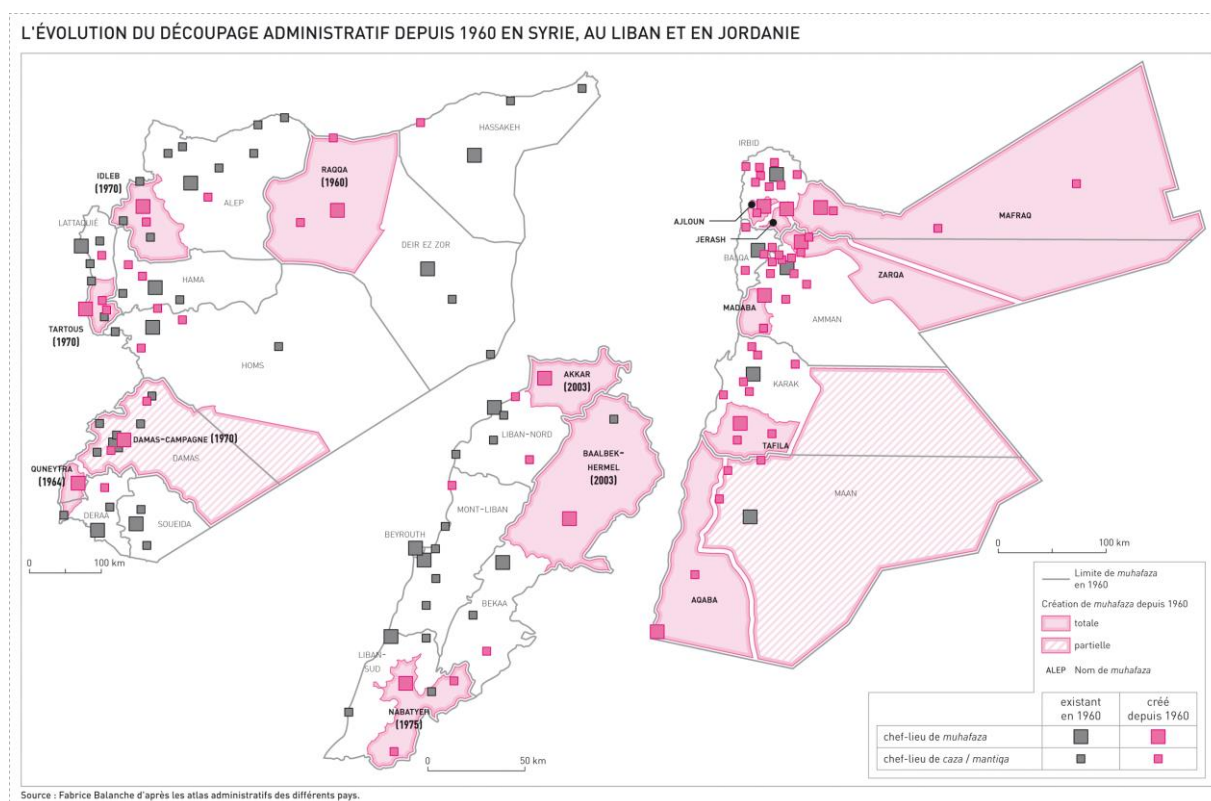 L'ÉVOLUTION DU DÉCOUPAGE ADMINISTRATIF DEPUIS 1960 EN SYRIE, AU LIBAN ET EN JORDANIE
HASSAKEH
RAQQA
(1960)
IDLEB
(1970)
ALEP
LATTAQUIÉ
DEIR EZ ZOR
HAMA
TARTOUS
(1970)
HOMS
DAMAS-CAMPAGNE (1970)
DAMAS
QUNEYTRA
(1964)
DERAA
SOUEIDA
0
100 km
AKKAR
(2003)
LIBAN-NORD
BAALBEK-
HERMEL
(2003)
MONT-LIBAN
BEYROUTH
BEKAA
LIBAN-
SUD
NABATYEH
(1975)
0
50 km
IRBID
AJLOUN
JERASH
MAFRAQ
BALQA
ZARQA
MADABA
AMMAN
KARAK
TAFILA
MAAN
AQABA
0
100 km
Limite de muhafaza
en 1960
Création de muhafaza depuis 1960
totale
partielle
ALEP Nom de muhafaza
existant
en 1960
créé
depuis 1960
chef-lieu de muhafaza
chef-lieu de caza / mantiqa
Source : Fabrice Balanche d'après les atlas administratifs des différents pays.